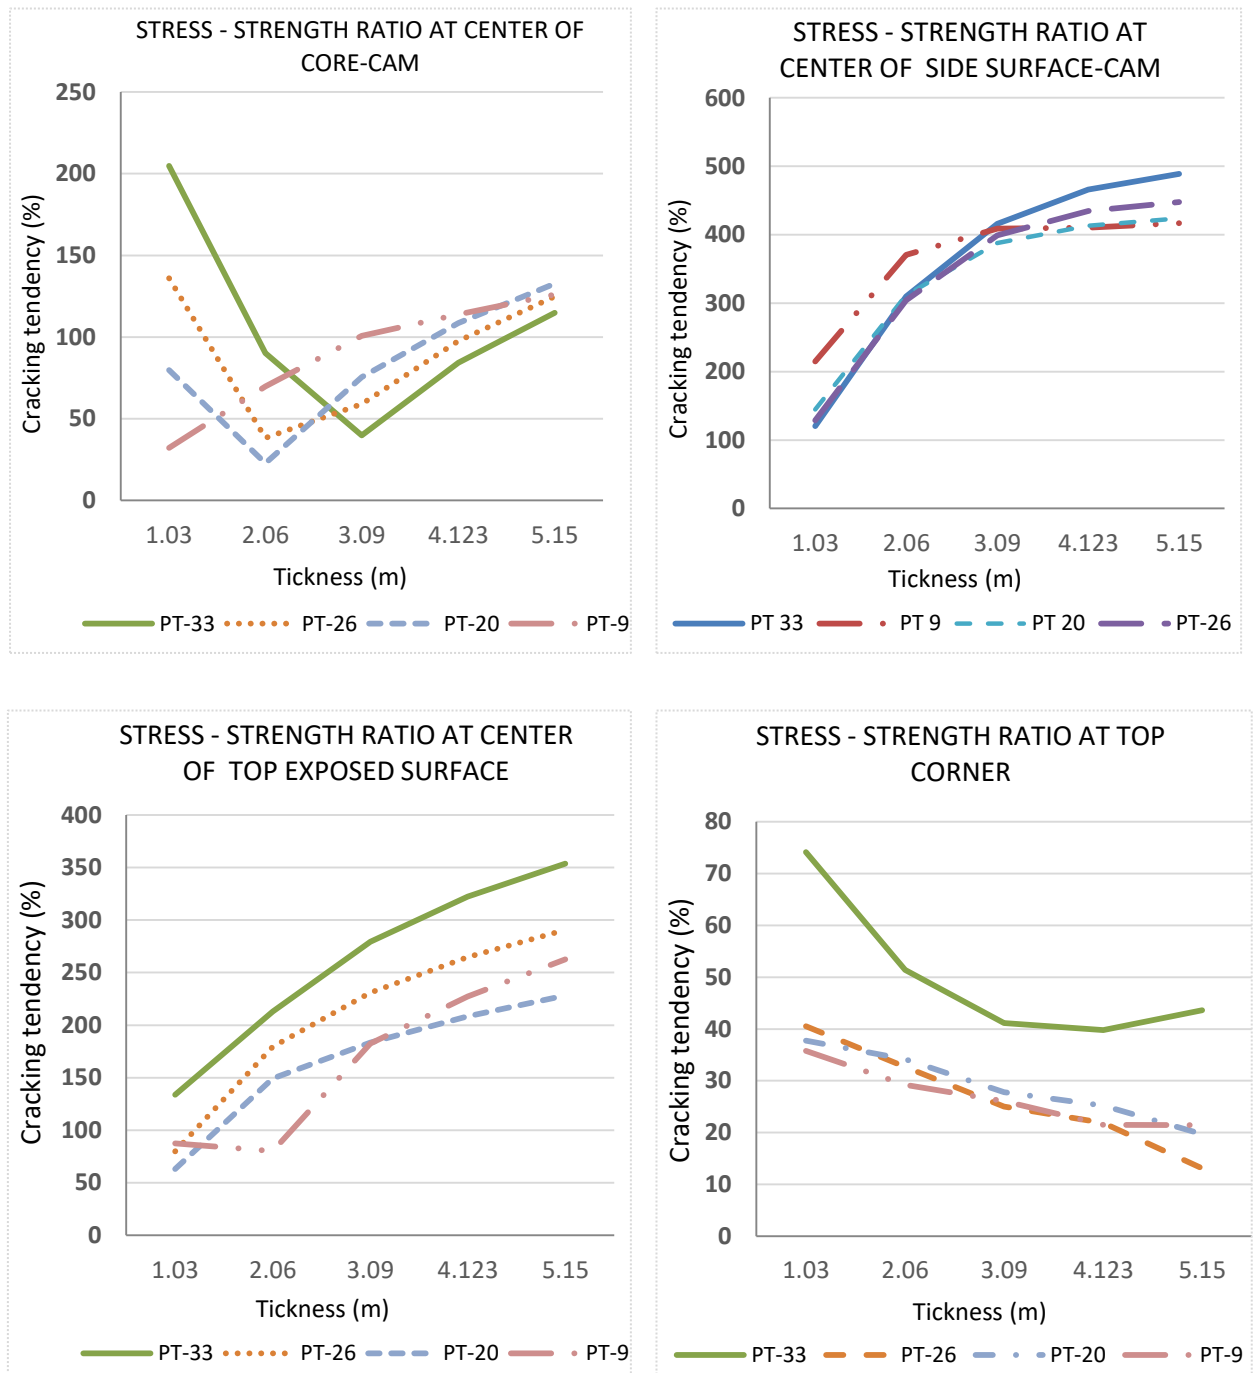 STRESS - STRENGTH RATIO AT CENTER OF
CORE-CAM
250
200
150
100
50
0
Cracking tendency (%)
1.03 2.06 3.09 4.123 5.15
Tickness (m)
PT-33 PT-26 PT-20 PT-9
STRESS - STRENGTH RATIO AT
CENTER OF SIDE SURFACE-CAM
600
500
400
300
200
100
0
Cracking tendency (%)
1.03 2.06 3.09 4.123 5.15
Tickness (m)
PT 33 PT 9 PT 20 PT-26
STRESS - STRENGTH RATIO AT CENTER
OF TOP EXPOSED SURFACE
400
350
300
250
200
150
100
50
0
Cracking tendency (%)
1.03 2.06 3.09 4.123 5.15
Tickness (m)
PT-33 PT-26 PT-20 PT-9
STRESS - STRENGTH RATIO AT TOP
CORNER
80
70
60
50
40
30
20
10
0
Cracking tendency (%)
1.03 2.06 3.09 4.123 5.15
Tickness (m)
PT-33 PT-26 PT-20 PT-9